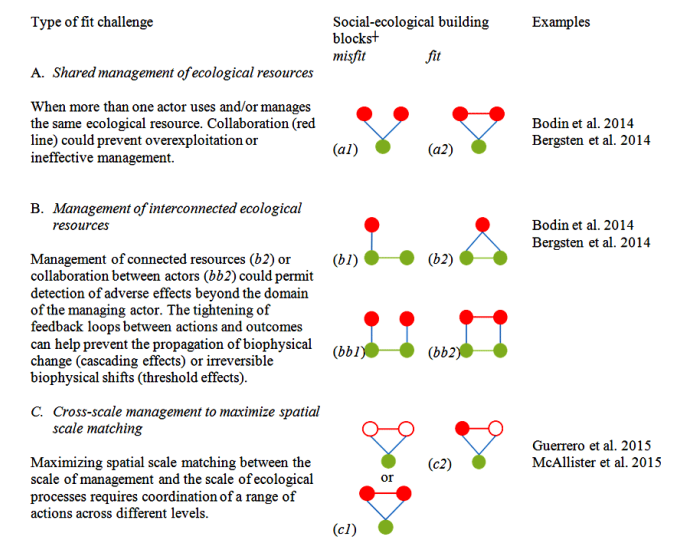 Type of fit challenge
Social-ecological building
blocks+
Examples
misfit
fit
A. Shared management of ecological resources
When more than one actor uses and/or manages
the same ecological resource. Collaboration (red
line) could prevent overexploitation or
ineffective management.
(a1)
(a2)
Bodin et al. 2014
Bergsten et al. 2014
B. Management of interconnected ecological
resources
Management of connected resources (b2) or
collaboration between actors (bb2) could permit
detection of adverse effects beyond the domain
of the managing actor. The tightening of
feedback loops between actions and outcomes
can help prevent the propagation of biophysical
change (cascading effects) or irreversible
biophysical shifts (threshold effects).
(b1)
(b2)
Bodin et al. 2014
Bergsten et al. 2014
(bb1)
(bb2)
C. Cross-scale management to maximize spatial
scale matching
Maximizing spatial scale matching between the
scale of management and the scale of ecological
processes requires coordination of a range of
actions across different levels.
or
(c1)
(c2)
Guerrero et al. 2015
McAllister et al. 2015